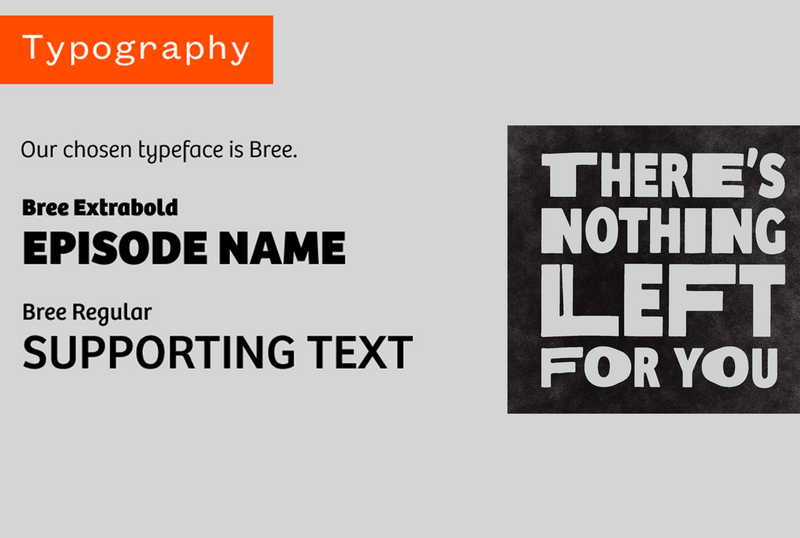 Typography
Our chosen typeface is Bree.
Bree Extrabold
EPISODE NAME
Bree Regular
SUPPORTING TEXT
THERE'S
NOTHING
LEFT
FOR YOU